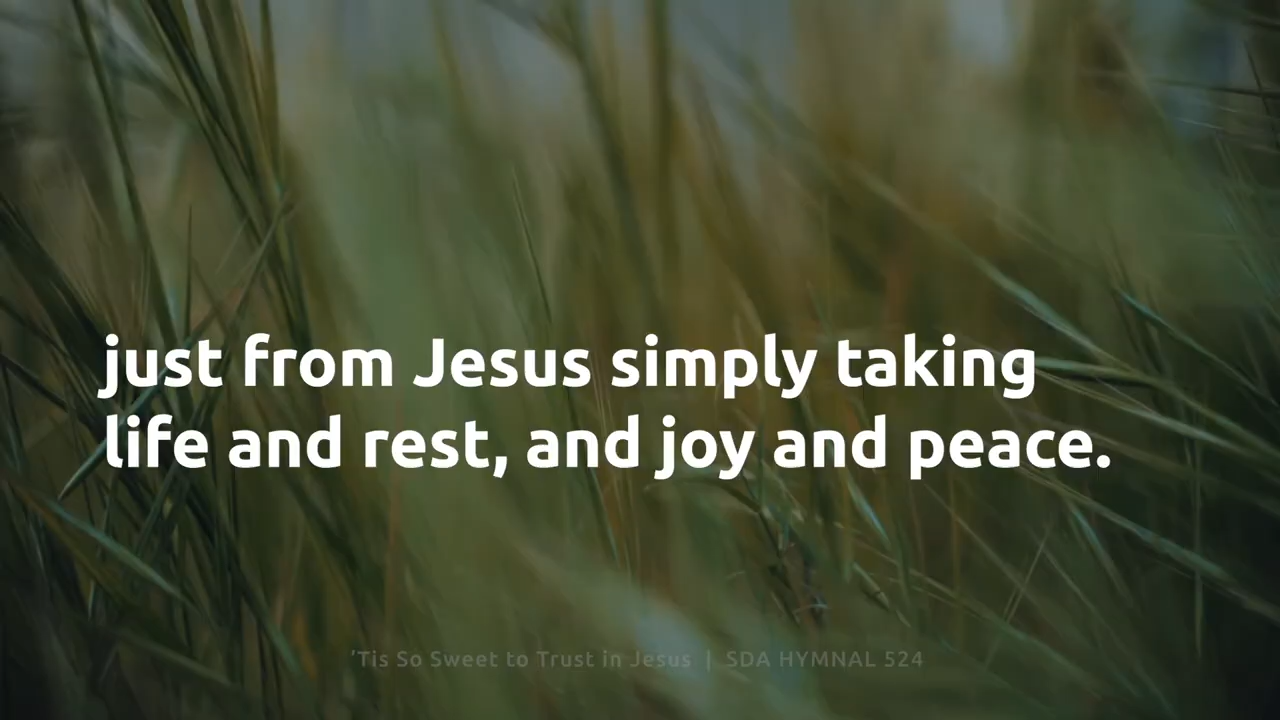 just from Jesus simply taking
life and rest, and joy and peace.
'Tis So Sweet to Trust in Jesus | SDA HYMNAL 524